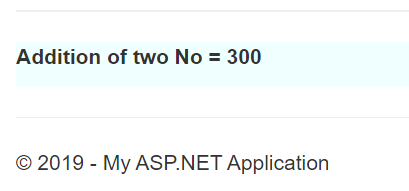 Addition of two No = 300
© 2019 - My ASP.NET Application